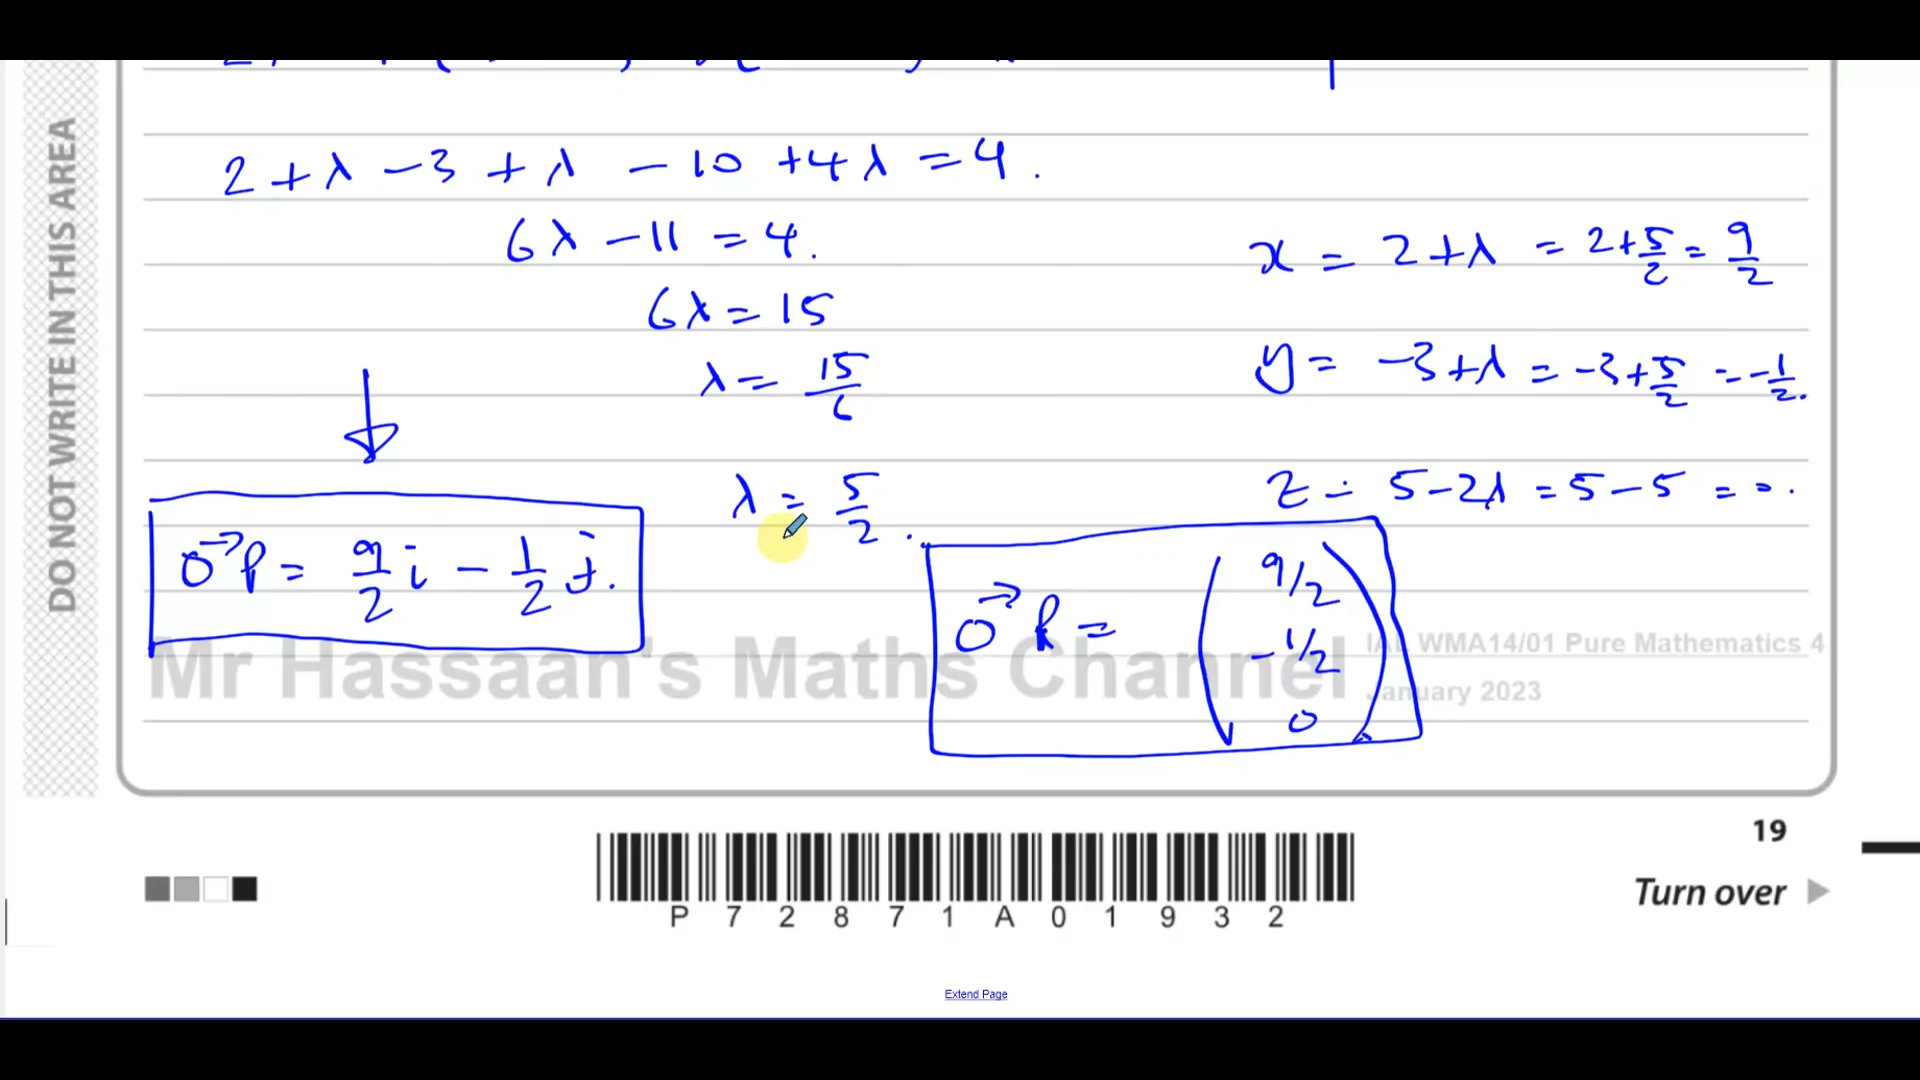 DO NOT WRITE IN THIS AREA
2 + λ - 3 + λ - 10 + 4λ = 4.
6λ - 11 = 4.
6λ = 15
λ = 15/6
λ = 5/2.
x = 2 + λ = 2 + 5/2 = 9/2
y = -3 + λ = -3 + 5/2 = -1/2.
z = 5 - 2λ = 5 - 5 = 0.
OP→ = 9/2 i - 1/2 j.
OP→ = ( 9/2
-1/2
0 )
Mr Hassaan's Maths Channel
IAL WMA14/01 Pure Mathematics 4
January 2023
19
P 7 2 8 7 1 A 0 1 9 3 2
Turn over
Extend Page